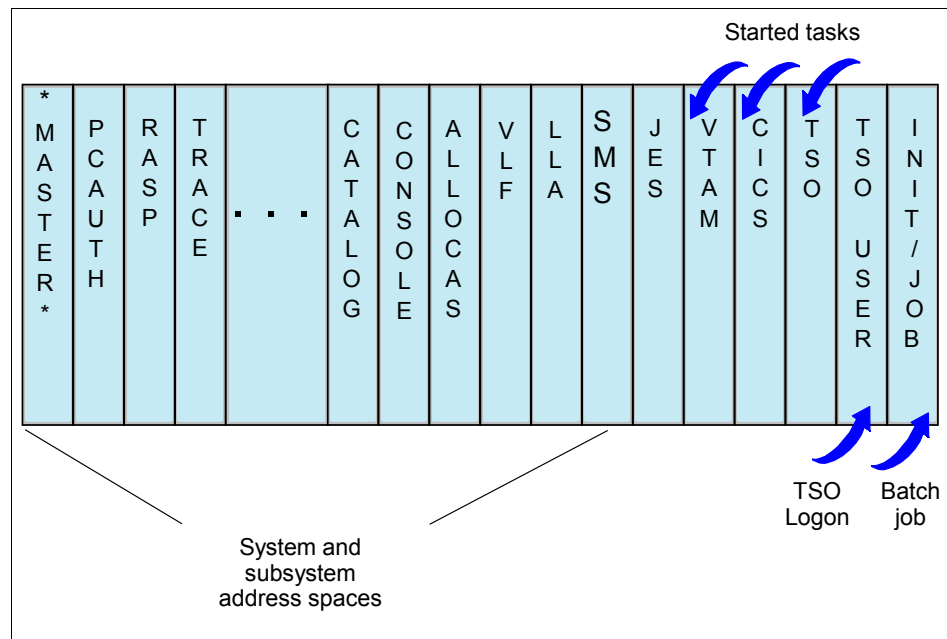 Started tasks
*MASTER*
PCAUTH
RASP
TRACE
. . .
CATALOG
CONSOLE
ALLOCAS
VLF
LLA
SMS
JES
VTAM
CICS
TSO
TSO USER
INIT/JOB
TSO
Logon
Batch
job
System and
subsystem
address spaces